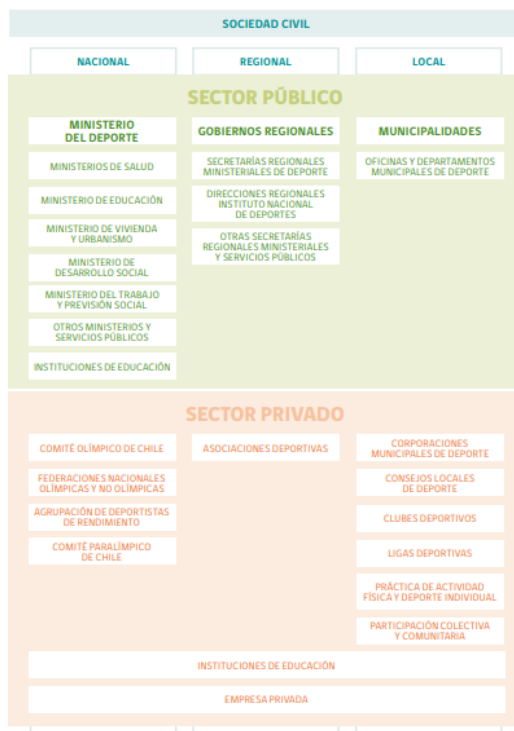 SOCIEDAD CIVIL
NACIONAL
REGIONAL
LOCAL
SECTOR PÚBLICO
MINISTERIO
DEL DEPORTE
GOBIERNOS REGIONALES
MUNICIPALIDADES
MINISTERIOS DE SALUD
SECRETARÍAS REGIONALES
MINISTERIALES DE DEPORTE
OFICINAS Y DEPARTAMENTOS
MUNICIPALES DE DEPORTE
MINISTERIO DE EDUCACIÓN
DIRECCIONES REGIONALES
INSTITUTO NACIONAL
DE DEPORTES
MINISTERIO DE VIVIENDA
Y URBANISMO
OTRAS SECRETARÍAS
REGIONALES MINISTERIALES
Y SERVICIOS PÚBLICOS
MINISTERIO DE
DESARROLLO SOCIAL
MINISTERIO DEL TRABAJO
Y PREVISIÓN SOCIAL
OTROS MINISTERIOS Y
SERVICIOS PÚBLICOS
INSTITUCIONES DE EDUCACIÓN
SECTOR PRIVADO
COMITÉ OLÍMPICO DE CHILE
ASOCIACIONES DEPORTIVAS
CORPORACIONES
MUNICIPALES DE DEPORTE
FEDERACIONES NACIONALES
OLÍMPICAS Y NO OLÍMPICAS
CONSEJOS LOCALES
DE DEPORTE
AGRUPACIÓN DE DEPORTISTAS
DE RENDIMIENTO
CLUBES DEPORTIVOS
COMITÉ PARALÍMPICO
DE CHILE
LIGAS DEPORTIVAS
PRÁCTICA DE ACTIVIDAD
FÍSICA Y DEPORTE INDIVIDUAL
PARTICIPACIÓN COLECTIVA
Y COMUNITARIA
INSTITUCIONES DE EDUCACIÓN
EMPRESA PRIVADA